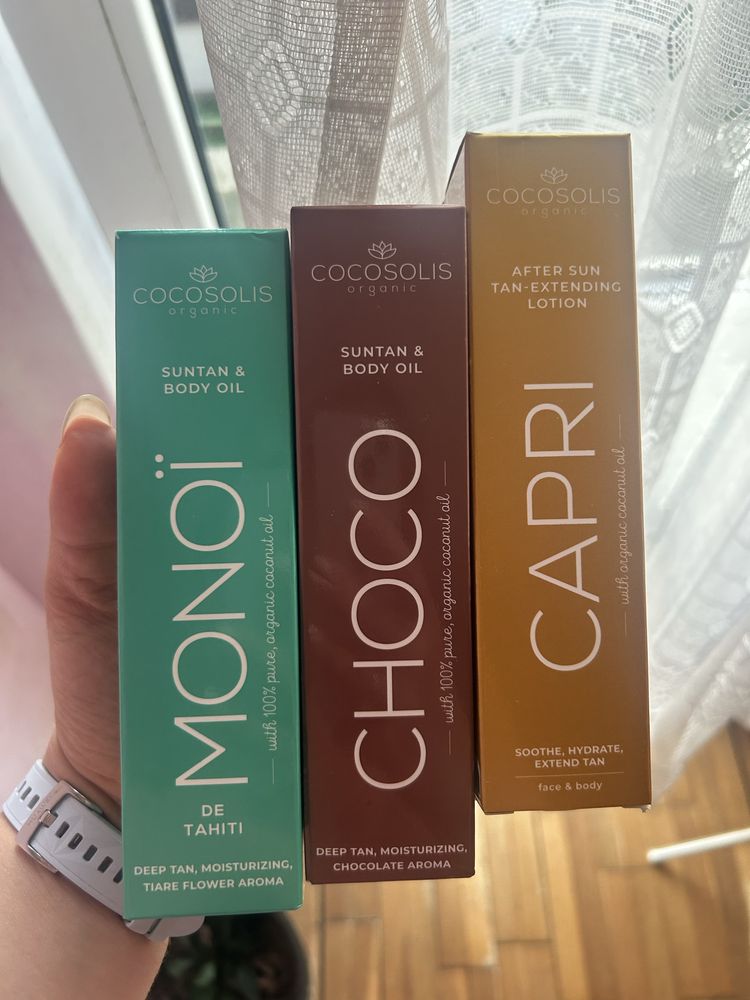 COCOSOLIS
organic
SUNTAN &
BODY OIL
MONOÏ
with 100% pure, organic coconut oil
DE
TAHITI
DEEP TAN, MOISTURIZING,
TIARE FLOWER AROMA
COCOSOLIS
organic
SUNTAN &
BODY OIL
CHOCO
with 100% pure, organic coconut oil
DEEP TAN, MOISTURIZING,
CHOCOLATE AROMA
COCOSOLIS
organic
AFTER SUN
TAN-EXTENDING
LOTION
CAPRI
with organic coconut oil
SOOTHE, HYDRATE,
EXTEND TAN
face & body